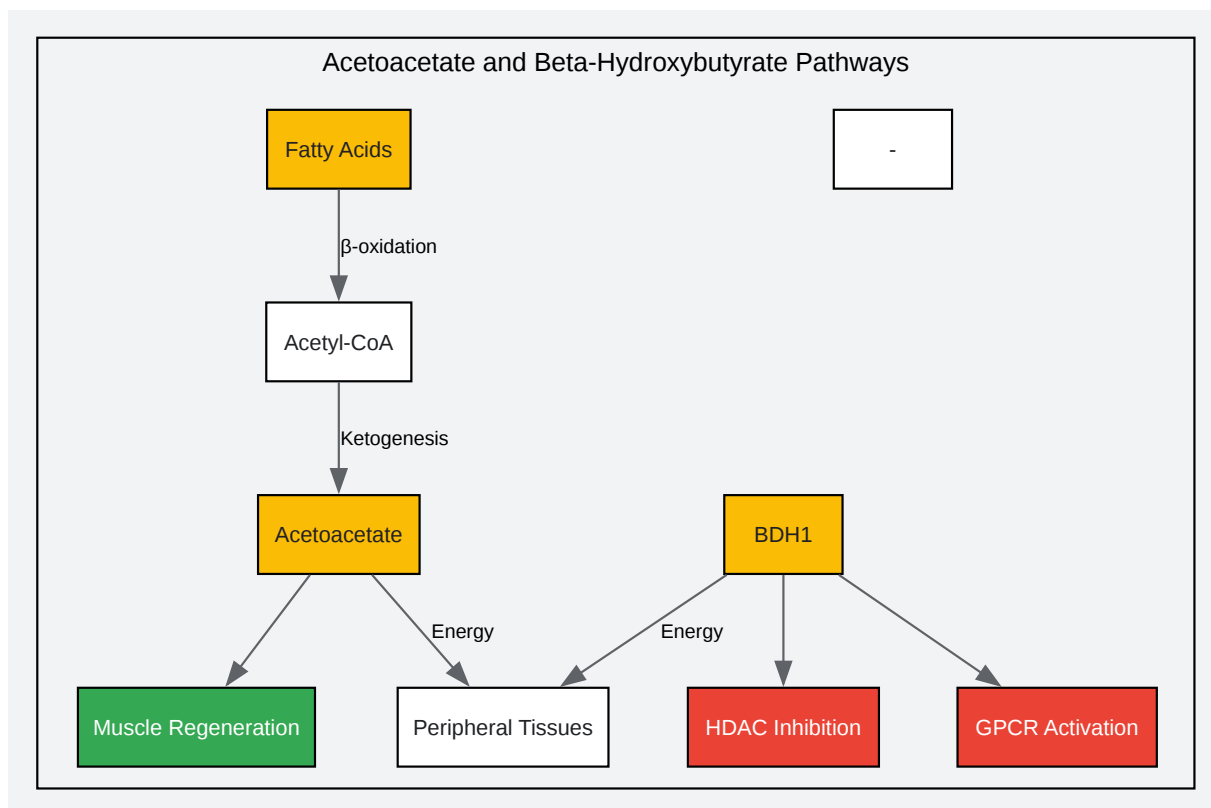 Acetoacetate and Beta-Hydroxybutyrate Pathways
Fatty Acids
-
β-oxidation
Acetyl-CoA
Ketogenesis
Acetoacetate
BDH1
Energy
Energy
Muscle Regeneration
Peripheral Tissues
HDAC Inhibition
GPCR Activation